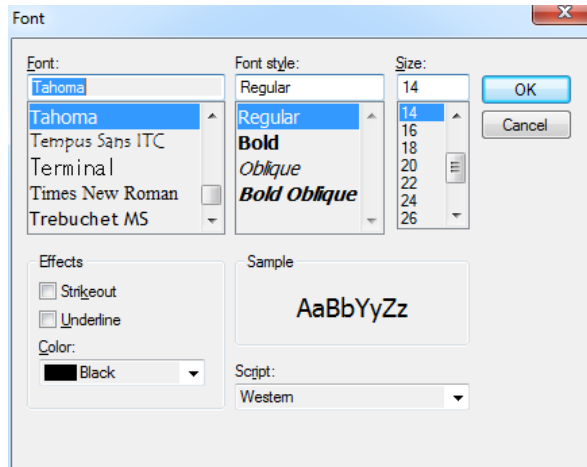 Font
Font:
Tahoma
Tahoma
Tempus Sans ITC
Terminal
Times New Roman
Trebuchet MS
Font style:
Regular
Regular
Bold
Oblique
Bold Oblique
Size:
14
14
16
18
20
22
24
26
OK
Cancel
Effects
Strikeout
Underline
Color:
Black
Sample
AaBbYyZz
Script:
Western